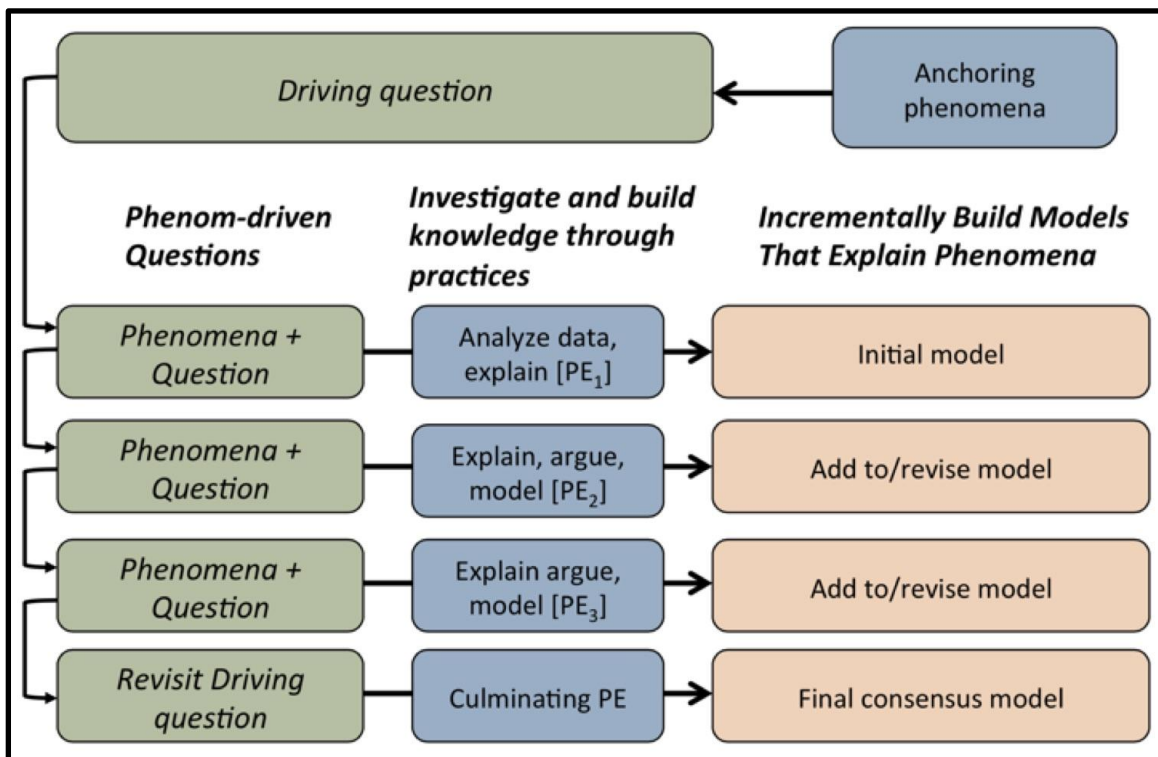 Driving question
Anchoring
phenomena
Phenom-driven
Questions
Investigate and build
knowledge through
practices
Incrementally Build Models
That Explain Phenomena
Phenomena +
Question
Analyze data,
explain [PE₁]
Initial model
Phenomena +
Question
Explain, argue,
model [PE₂]
Add to/revise model
Phenomena +
Question
Explain argue,
model [PE₃]
Add to/revise model
Revisit Driving
question
Culminating PE
Final consensus model